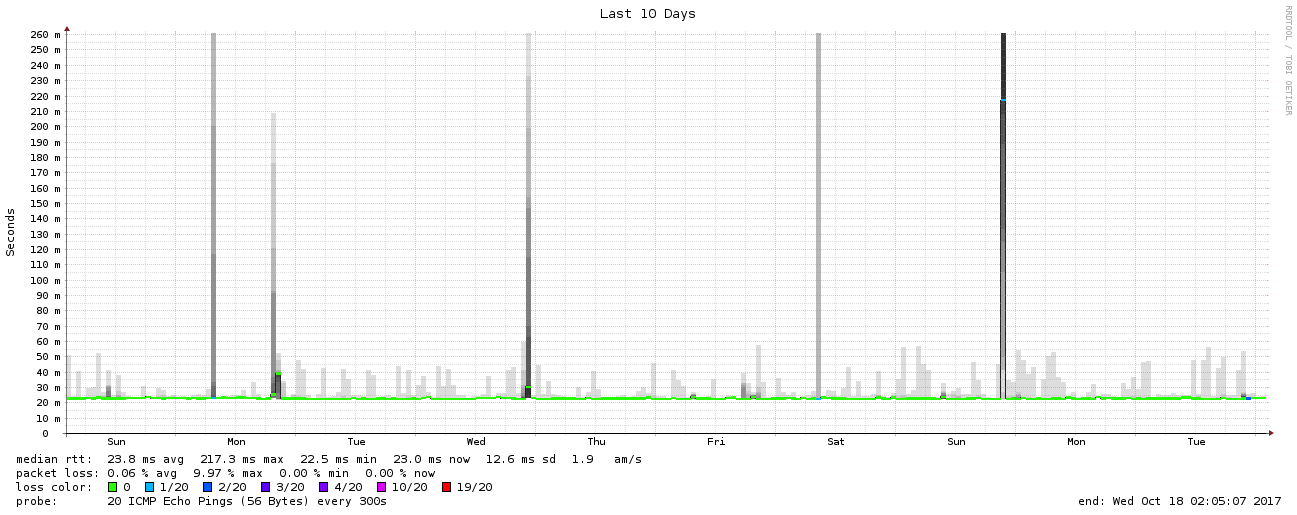 Last 10 Days
RRDTOOL / TOBI OETIKER
Seconds
260 m
250 m
240 m
230 m
220 m
210 m
200 m
190 m
180 m
170 m
160 m
150 m
140 m
130 m
120 m
110 m
100 m
90 m
80 m
70 m
60 m
50 m
40 m
30 m
20 m
10 m
0
Sun Mon Tue Wed Thu Fri Sat Sun Mon Tue
median rtt: 23.8 ms avg 217.3 ms max 22.5 ms min 23.0 ms now 12.6 ms sd 1.9 am/s
packet loss: 0.06 % avg 9.97 % max 0.00 % min 0.00 % now
loss color: 0 1/20 2/20 3/20 4/20 10/20 19/20
probe: 20 ICMP Echo Pings (56 Bytes) every 300s end: Wed Oct 18 02:05:07 2017